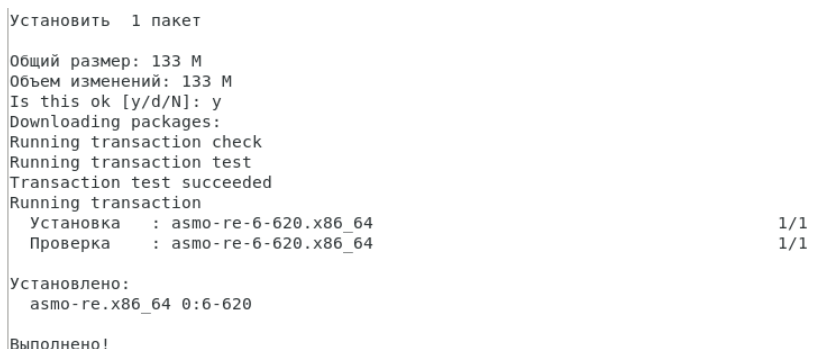 Установить  1 пакет
Общий размер: 133 M
Объем изменений: 133 M
Is this ok [y/d/N]: y
Downloading packages:
Running transaction check
Running transaction test
Transaction test succeeded
Running transaction
  Установка   : asmo-re-6-620.x86_64                                        1/1
  Проверка    : asmo-re-6-620.x86_64                                        1/1
Установлено:
  asmo-re.x86_64 0:6-620
Выполнено!